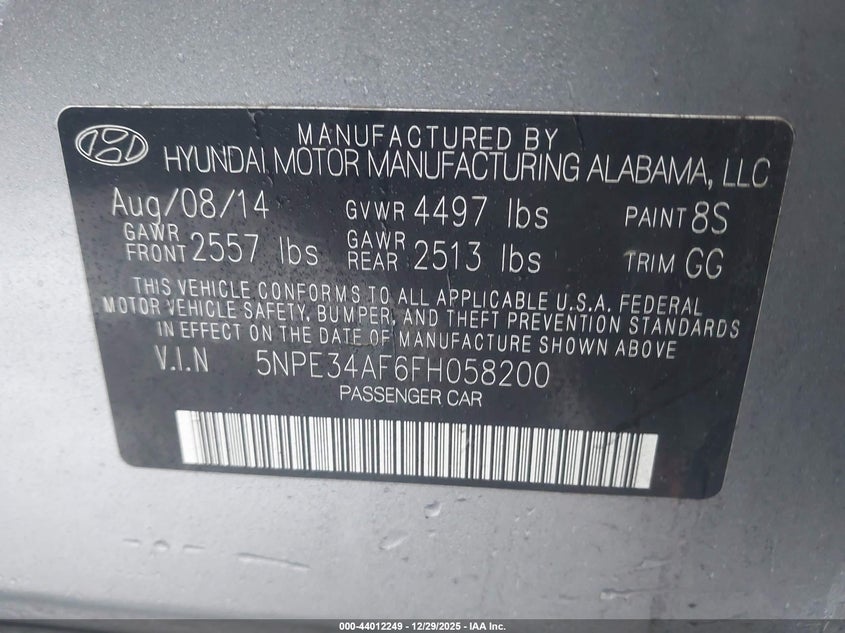 MANUFACTURED BY
HYUNDAI MOTOR MANUFACTURING ALABAMA, LLC
Aug/08/14 GVWR 4497 lbs PAINT 8S
GAWR FRONT 2557 lbs GAWR REAR 2513 lbs TRIM GG
THIS VEHICLE CONFORMS TO ALL APPLICABLE U.S.A. FEDERAL
MOTOR VEHICLE SAFETY, BUMPER, AND THEFT PREVENTION STANDARDS
IN EFFECT ON THE DATE OF MANUFACTURE SHOWN ABOVE
V.I.N 5NPE34AF6FH058200
PASSENGER CAR
000-44012249 - 12/29/2025 - IAA Inc.